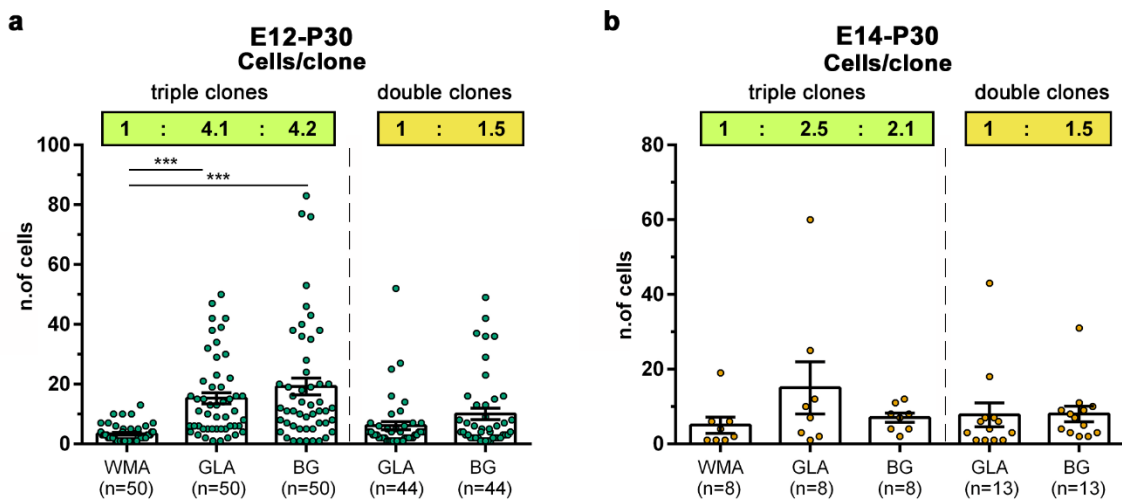 a
E12-P30
Cells/clone
triple clones
double clones
1 : 4.1 : 4.2
1 : 1.5
n.of cells
100
80
60
40
20
0
***
***
WMA
(n=50)
GLA
(n=50)
BG
(n=50)
GLA
(n=44)
BG
(n=44)
b
E14-P30
Cells/clone
triple clones
double clones
1 : 2.5 : 2.1
1 : 1.5
n.of cells
80
60
40
20
0
WMA
(n=8)
GLA
(n=8)
BG
(n=8)
GLA
(n=13)
BG
(n=13)